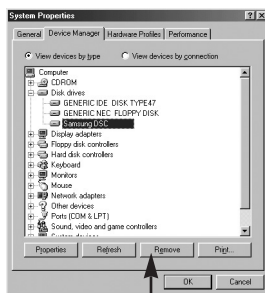 System Properties
General Device Manager Hardware Profiles Performance
View devices by type View devices by connection
Computer
CDROM
Disk drives
GENERIC IDE DISK TYPE47
GENERIC NEC FLOPPY DISK
Samsung DSC
Display adapters
Floppy disk controllers
Hard disk controllers
Keyboard
Monitors
Mouse
Network adapters
Other devices
Ports (COM & LPT)
Sound, video and game controllers
System devices
Properties Refresh Remove Print...
OK Cancel